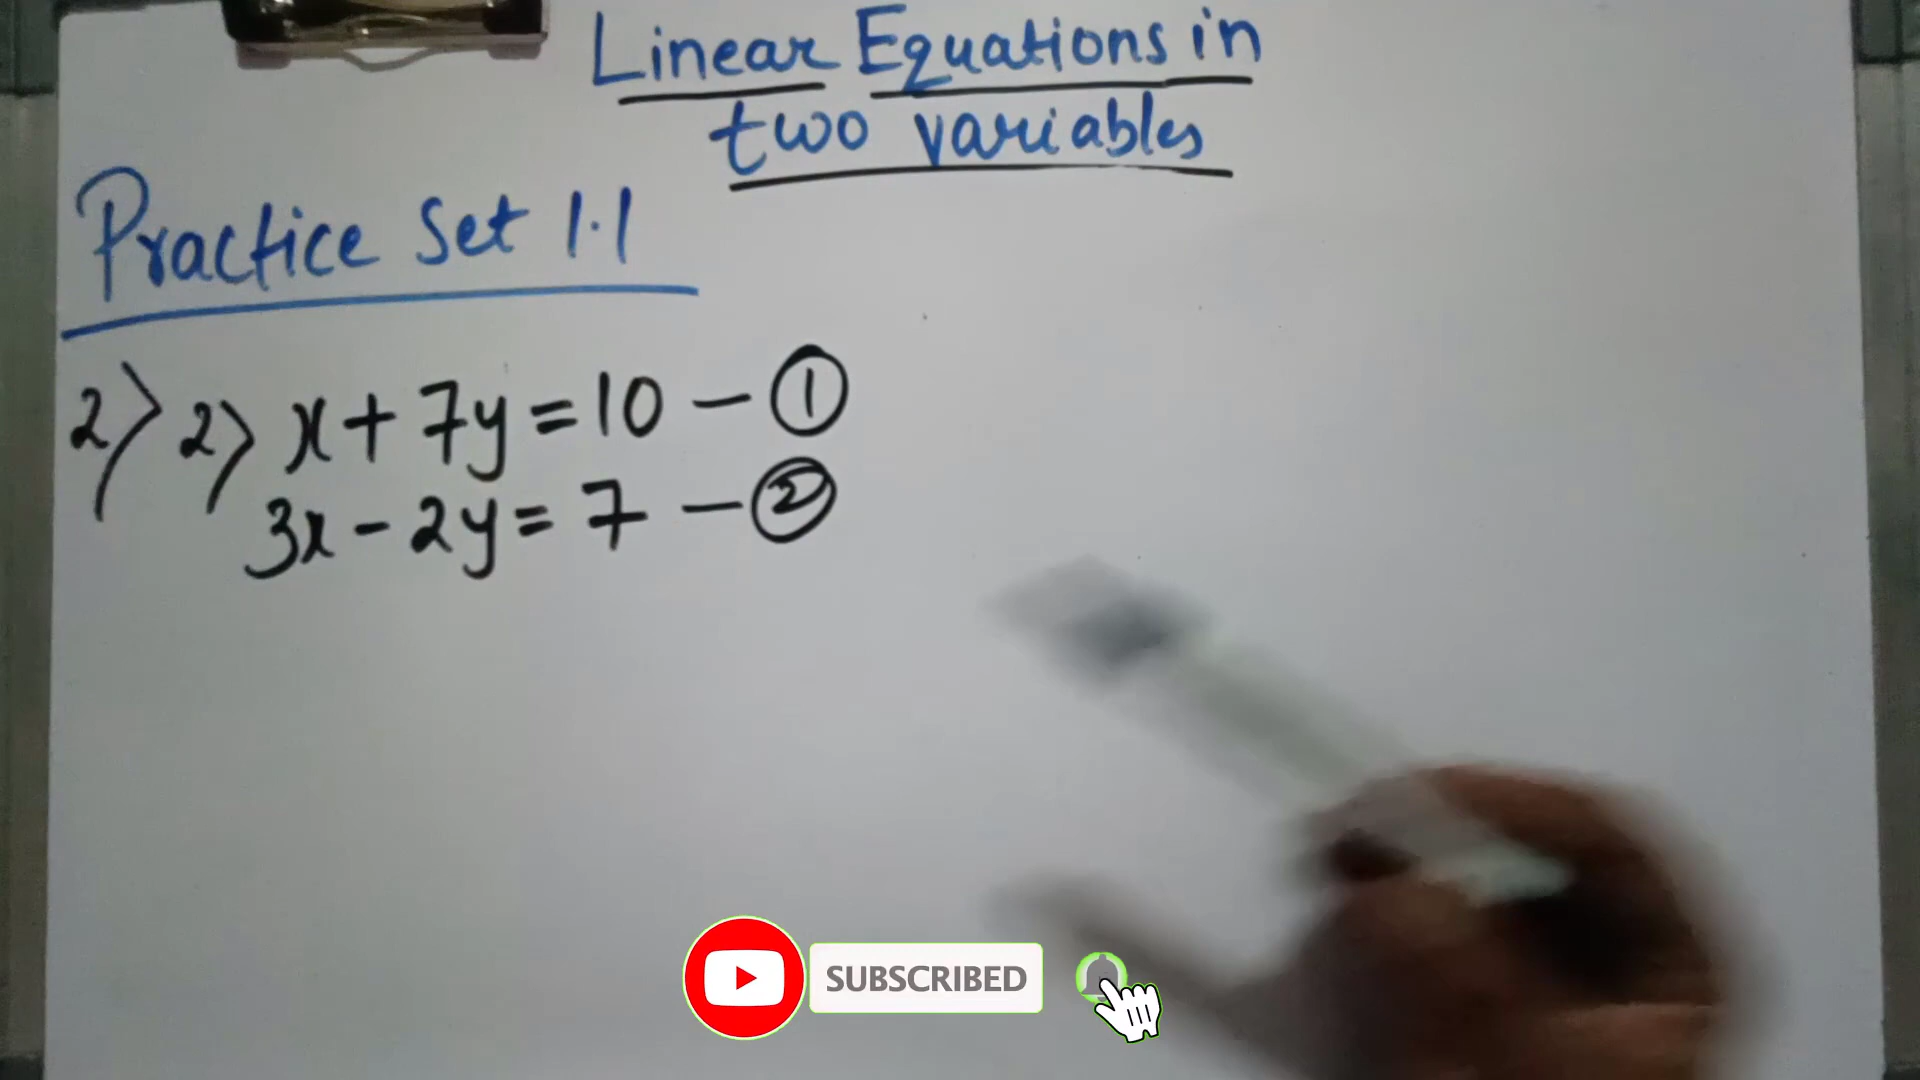 Linear Equations in
two variables
Practice Set 1.1
2) 2) x + 7y = 10 - ①
3x - 2y = 7 - ②
SUBSCRIBED